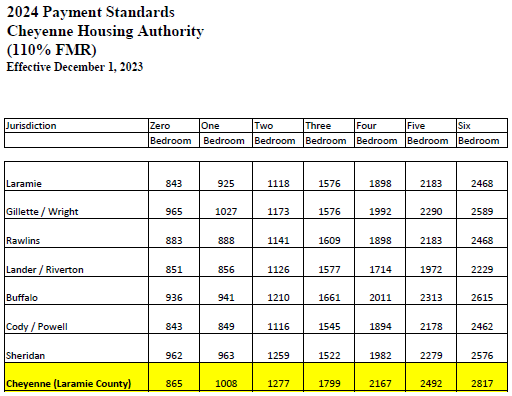 2024 Payment Standards
Cheyenne Housing Authority
(110% FMR)
Effective December 1, 2023
Jurisdiction Zero One Two Three Four Five Six
Bedroom Bedroom Bedroom Bedroom Bedroom Bedroom Bedroom
Laramie 843 925 1118 1576 1898 2183 2468
Gillette / Wright 965 1027 1173 1576 1992 2290 2589
Rawlins 883 888 1141 1609 1898 2183 2468
Lander / Riverton 851 856 1126 1577 1714 1972 2229
Buffalo 936 941 1210 1661 2011 2313 2615
Cody / Powell 843 849 1116 1545 1894 2178 2462
Sheridan 962 963 1259 1522 1982 2279 2576
Cheyenne (Laramie County) 865 1008 1277 1799 2167 2492 2817